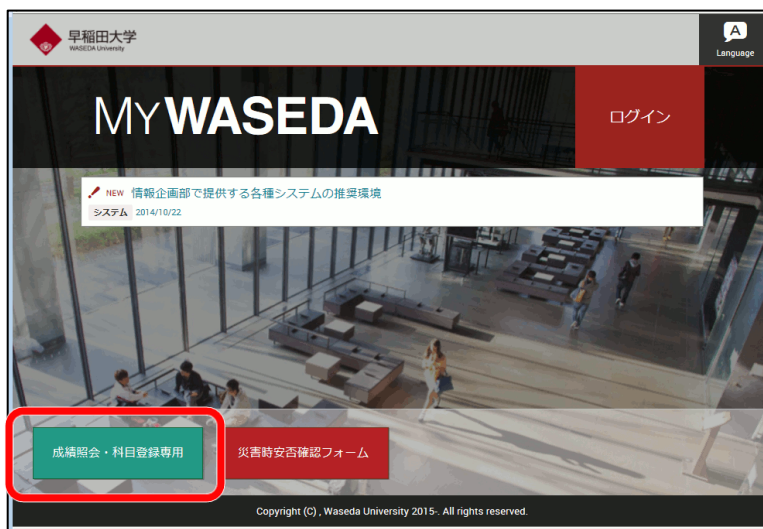 早稲田大学
WASEDA University
A
Language
MYWASEDA
ログイン
NEW 情報企画部で提供する各種システムの推奨環境
システム 2014/10/22
成績照会・科目登録専用
災害時安否確認フォーム
Copyright (C) , Waseda University 2015-. All rights reserved.